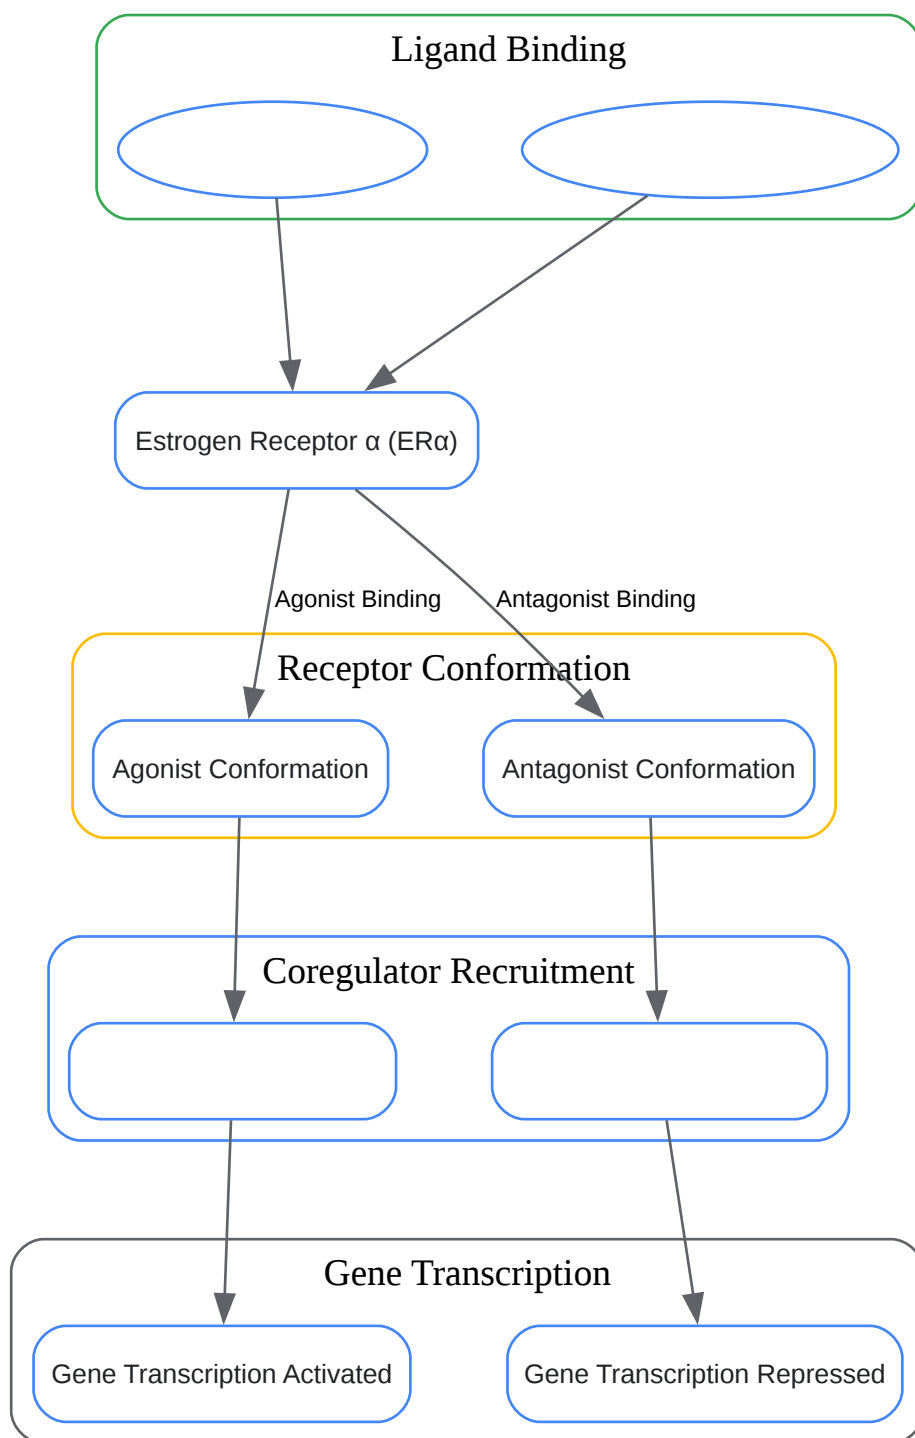 Ligand Binding
Estrogen Receptor α (ERα)
Agonist Binding
Antagonist Binding
Receptor Conformation
Agonist Conformation
Antagonist Conformation
Coregulator Recruitment
Gene Transcription
Gene Transcription Activated
Gene Transcription Repressed